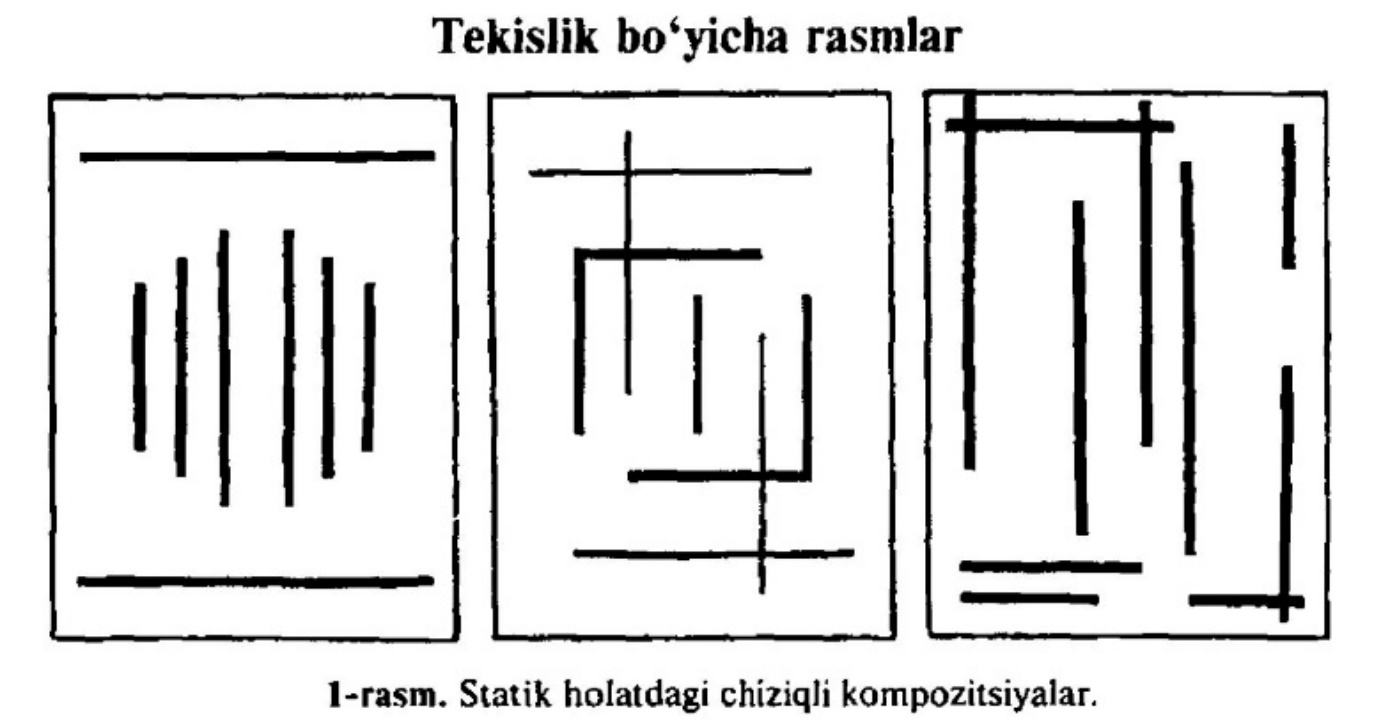 Tekislik bo‘yicha rasmlar
1-rasm. Statik holatdagi chiziqli kompozitsiyalar.